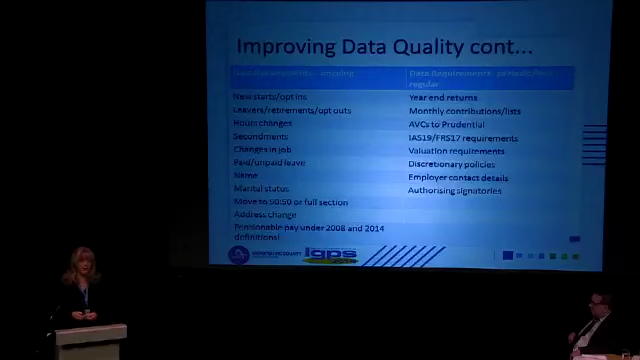 Improving Data Quality cont...
Data Requirements - ongoing
Data Requirements- periodic/less regular
New starts/opt ins
Year end returns
Leavers/retirements/opt outs
Monthly contributions/lists
Hours changes
AVCs to Prudential
Secondments
IAS19/FRS17 requirements
Changes in job
Valuation requirements
Paid/unpaid leave
Discretionary policies
Name
Employer contact details
Marital status
Authorising signatories
Move to 50:50 or full section
Address change
Pensionable pay under 2008 and 2014
definitions!
lgps